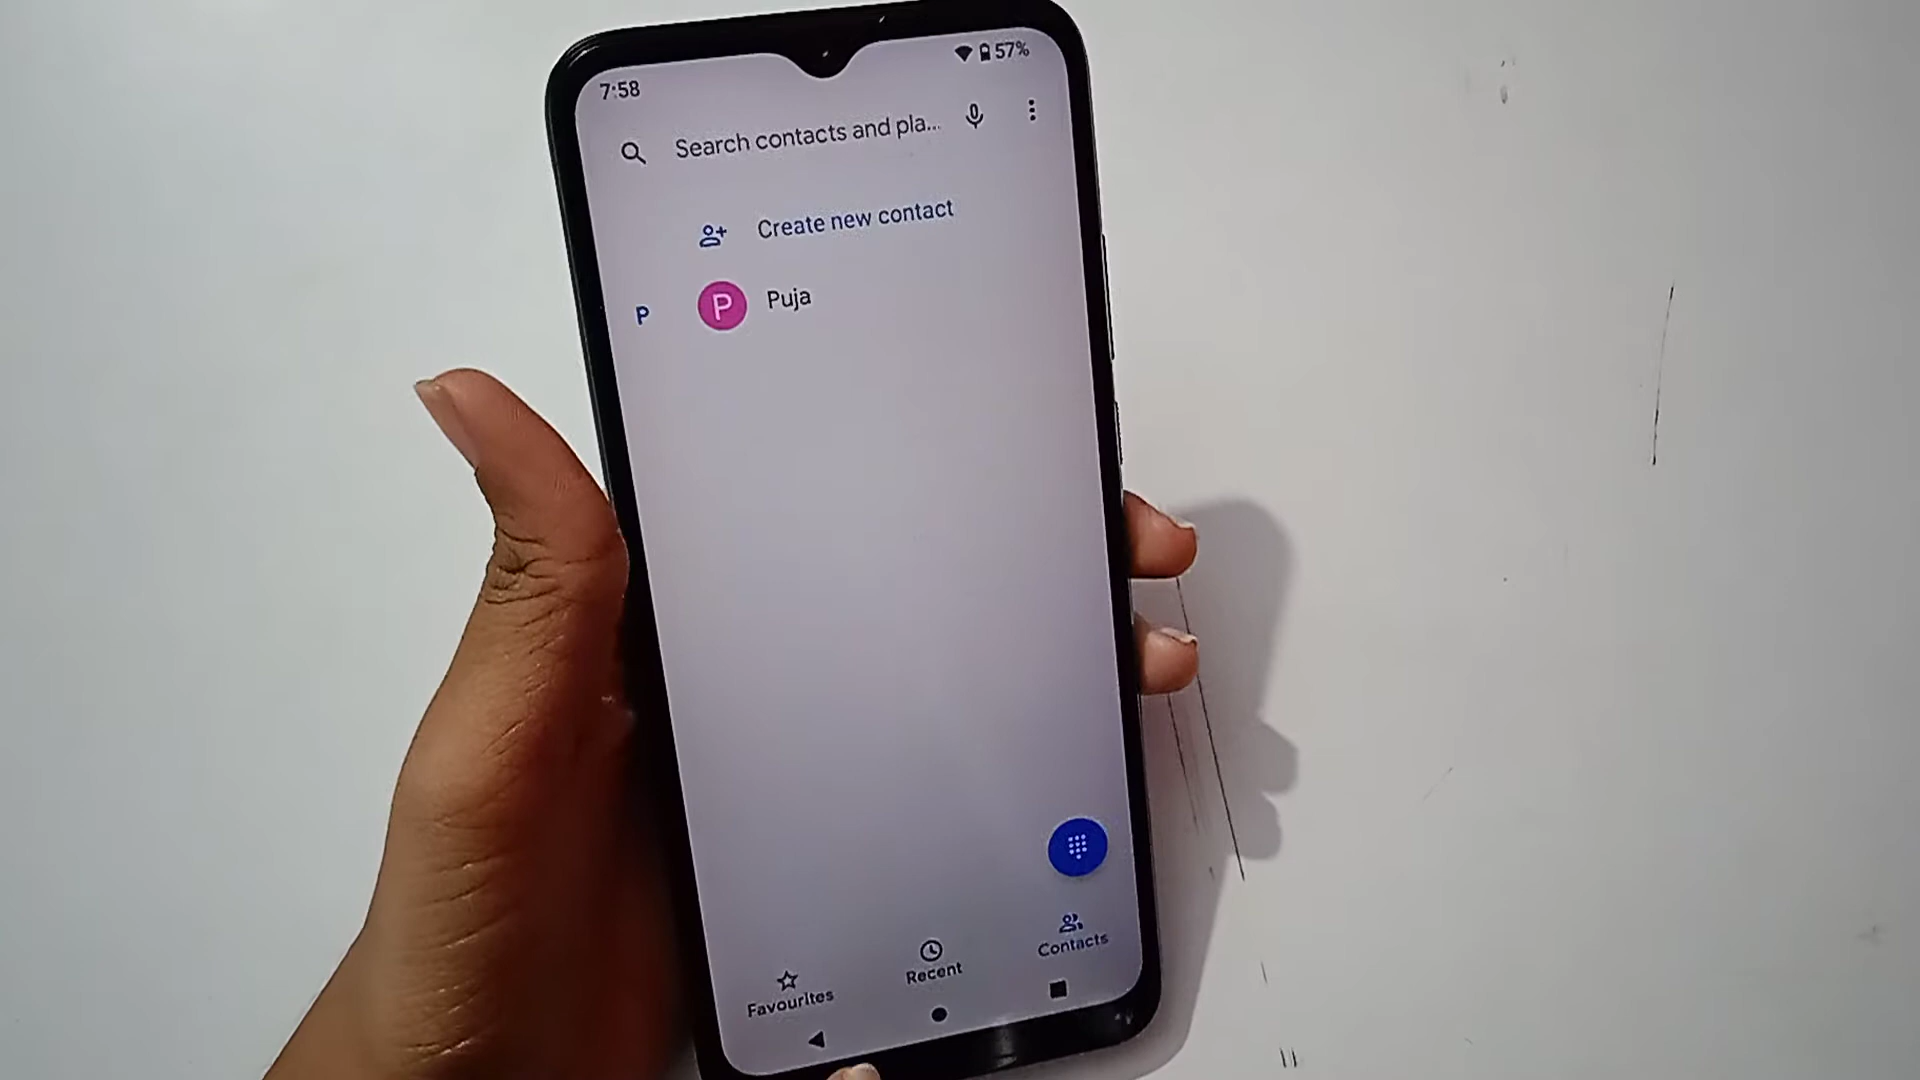 7:58
57%
Search contacts and pla...
Create new contact
P
P
Puja
Favourites
Recent
Contacts